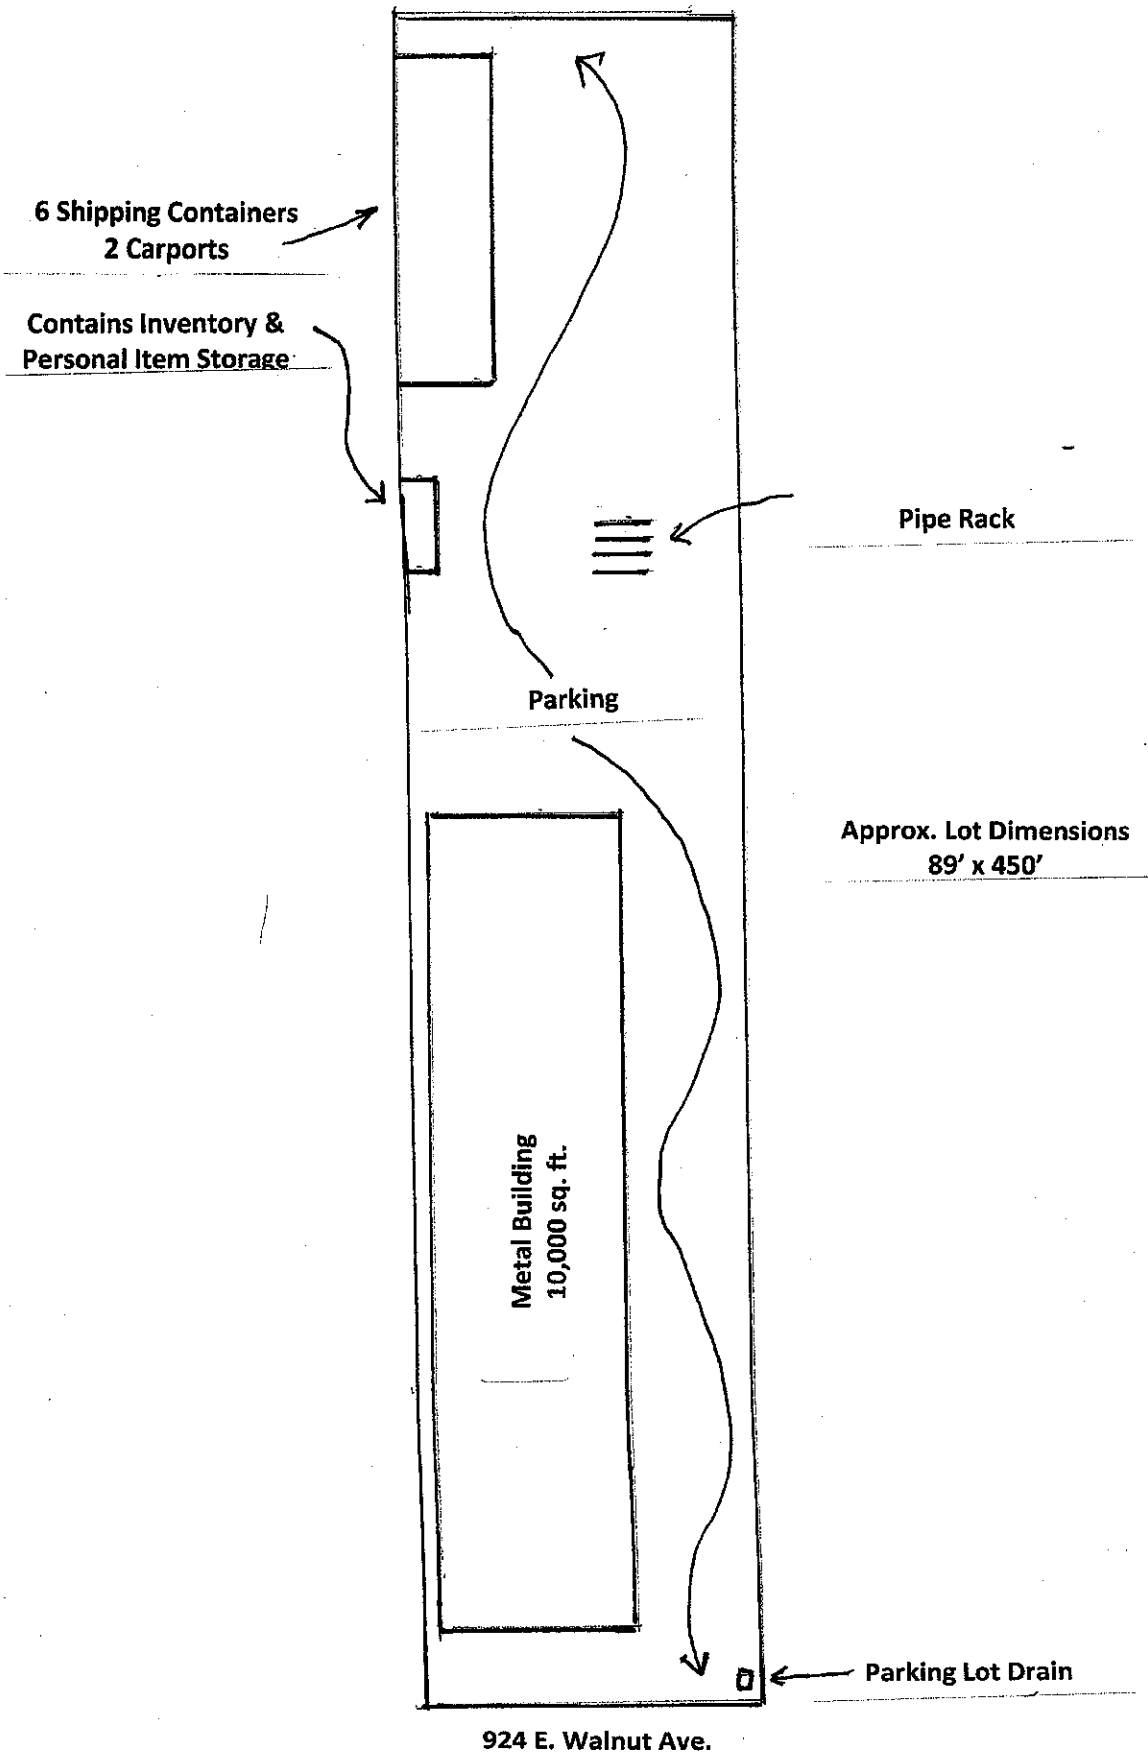 6 Shipping Containers
2 Carports
Contains Inventory &
Personal Item Storage
Pipe Rack
Parking
Approx. Lot Dimensions
89' x 450'
Metal Building
10,000 sq. ft.
Parking Lot Drain
924 E. Walnut Ave.